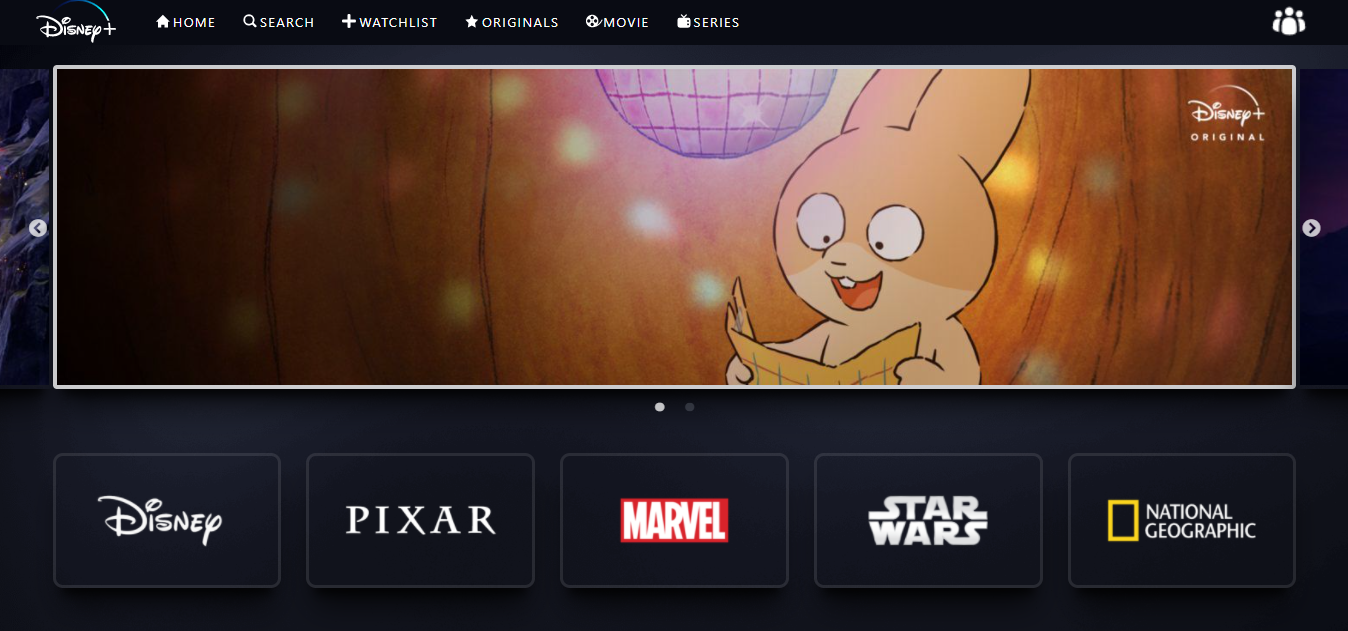 Disney+
HOME
SEARCH
WATCHLIST
ORIGINALS
MOVIE
SERIES
Disney+
ORIGINAL
Disney
PIXAR
MARVEL
STAR
WARS
NATIONAL
GEOGRAPHIC